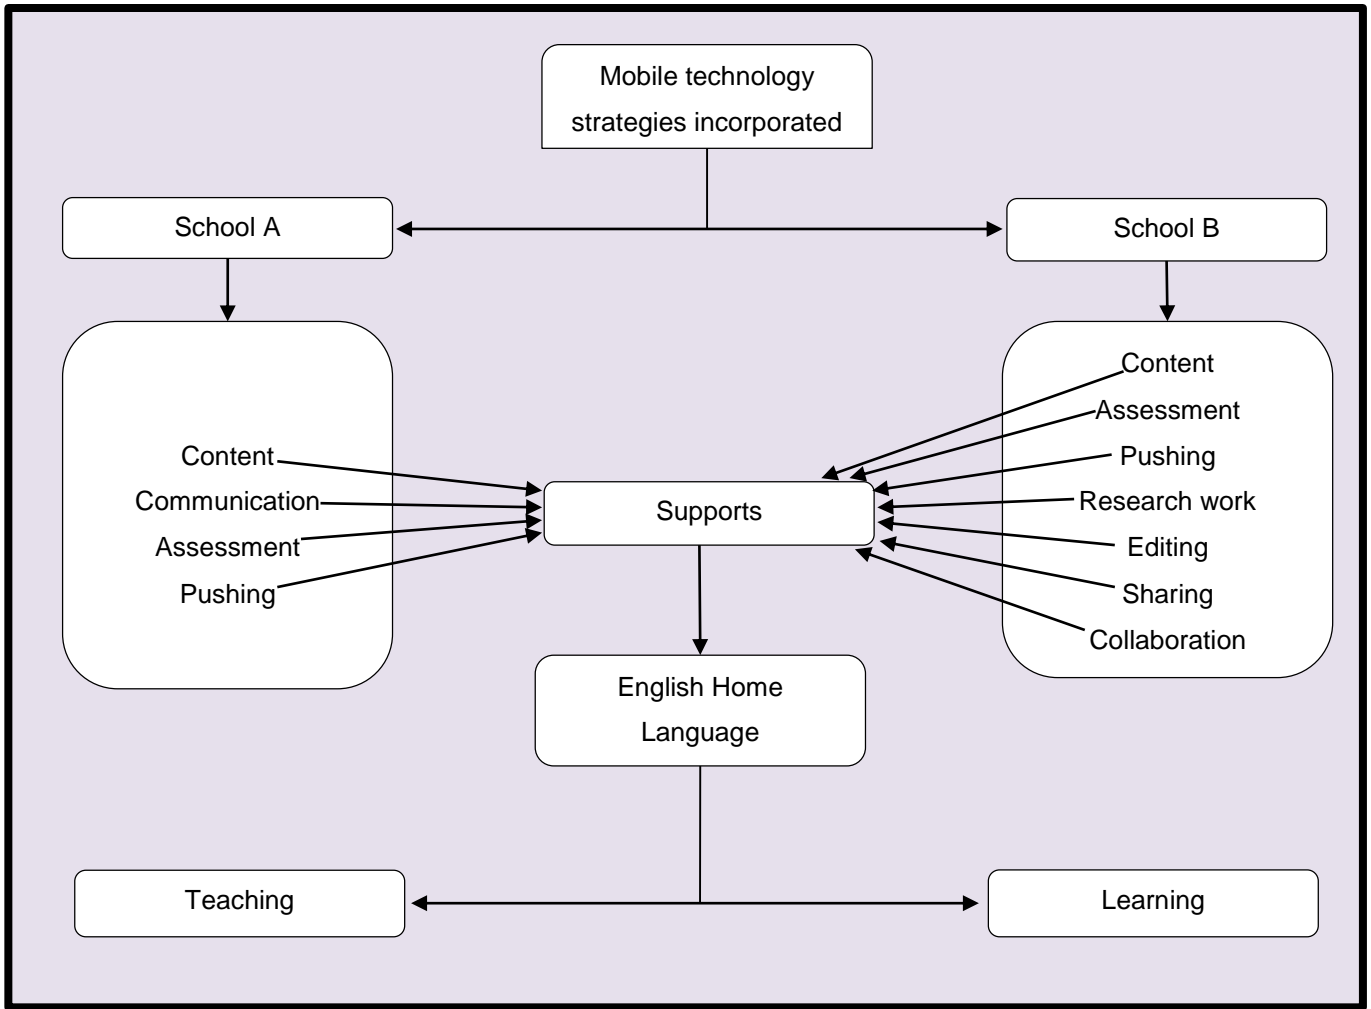 Mobile technology
strategies incorporated
School A
School B
Content
Communication
Assessment
Pushing
Supports
Content
Assessment
Pushing
Research work
Editing
Sharing
Collaboration
English Home
Language
Teaching
Learning